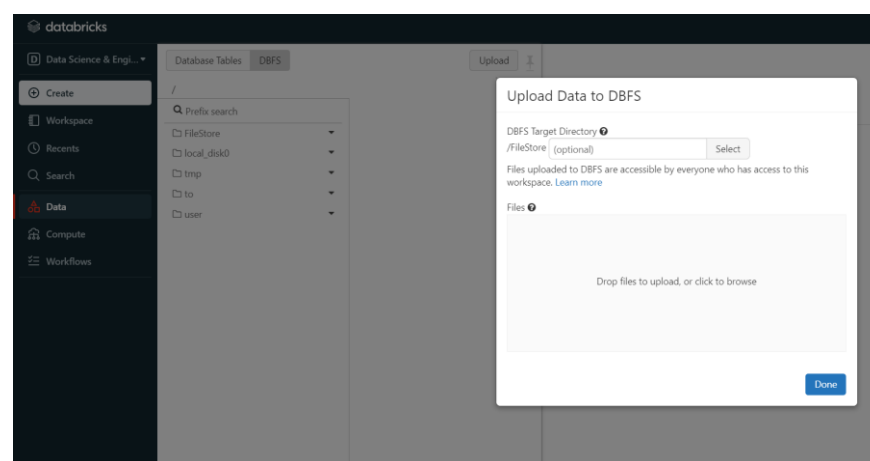 databricks
D Data Science & Engi...
Create
Workspace
Recents
Search
Data
Compute
Workflows
Database Tables DBFS Upload
/
Prefix search
FileStore
local_disk0
tmp
to
user
Upload Data to DBFS
DBFS Target Directory
/FileStore (optional) Select
Files uploaded to DBFS are accessible by everyone who has access to this
workspace. Learn more
Files
Drop files to upload, or click to browse
Done